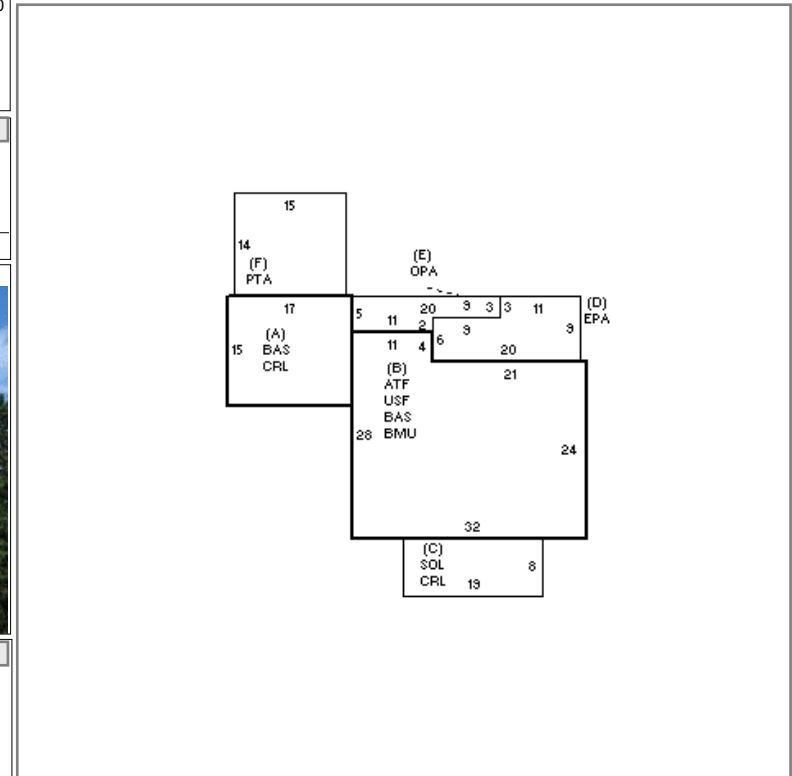 15
14
(F)
PTA
(E)
OPA
17
5
11
20
2
9
3
3
11
(D)
EPA
9
15
(A)
BAS
CRL
11
4
6
9
20
21
(B)
ATF
USF
BAS
BMU
28
24
32
(C)
SOL
CRL
19
8